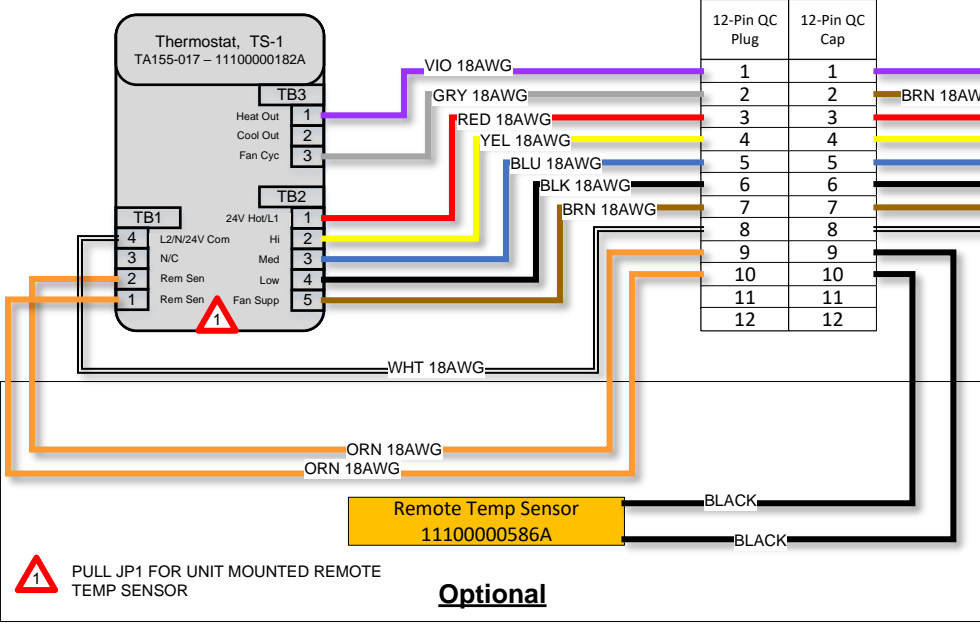 Thermostat, TS-1
TA155-017 – 11100000182A
TB3
Heat Out 1
Cool Out 2
Fan Cyc 3
TB2
24V Hot/L1 1
Hi 2
Med 3
Low 4
Fan Supp 5
TB1
4 L2/N/24V Com
3 N/C
2 Rem Sen
1 Rem Sen
1
VIO 18AWG
GRY 18AWG
RED 18AWG
YEL 18AWG
BLU 18AWG
BLK 18AWG
BRN 18AWG
WHT 18AWG
ORN 18AWG
ORN 18AWG
12-Pin QC Plug
12-Pin QC Cap
1 1
2 2
3 3
4 4
5 5
6 6
7 7
8 8
9 9
10 10
11 11
12 12
BRN 18AW
Remote Temp Sensor
11100000586A
BLACK
BLACK
1
PULL JP1 FOR UNIT MOUNTED REMOTE
TEMP SENSOR
Optional